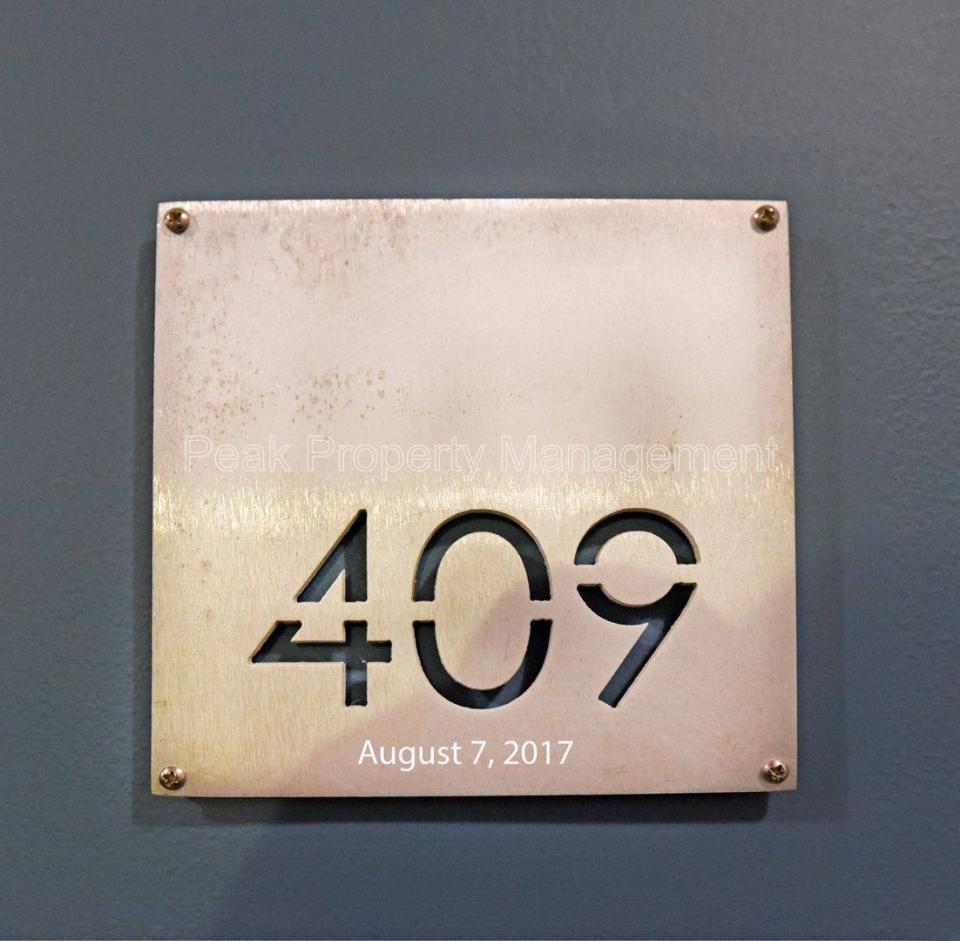 Peak Property Management
409
August 7, 2017